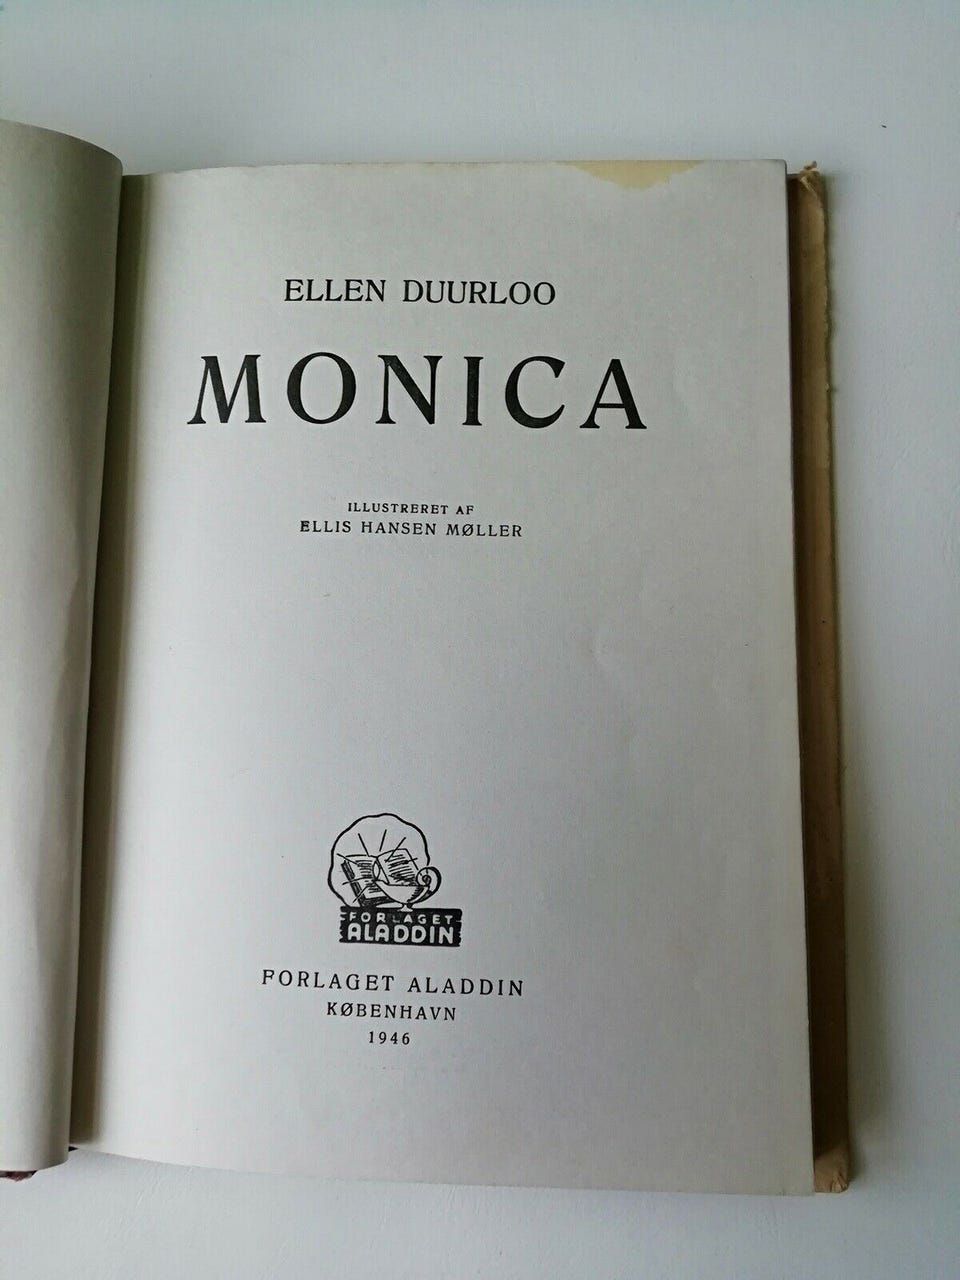 ELLEN DUURLOO
MONICA
ILLUSTRERET AF
ELLIS HANSEN MØLLER
FORLAGET
ALADDIN
FORLAGET ALADDIN
KØBENHAVN
1946